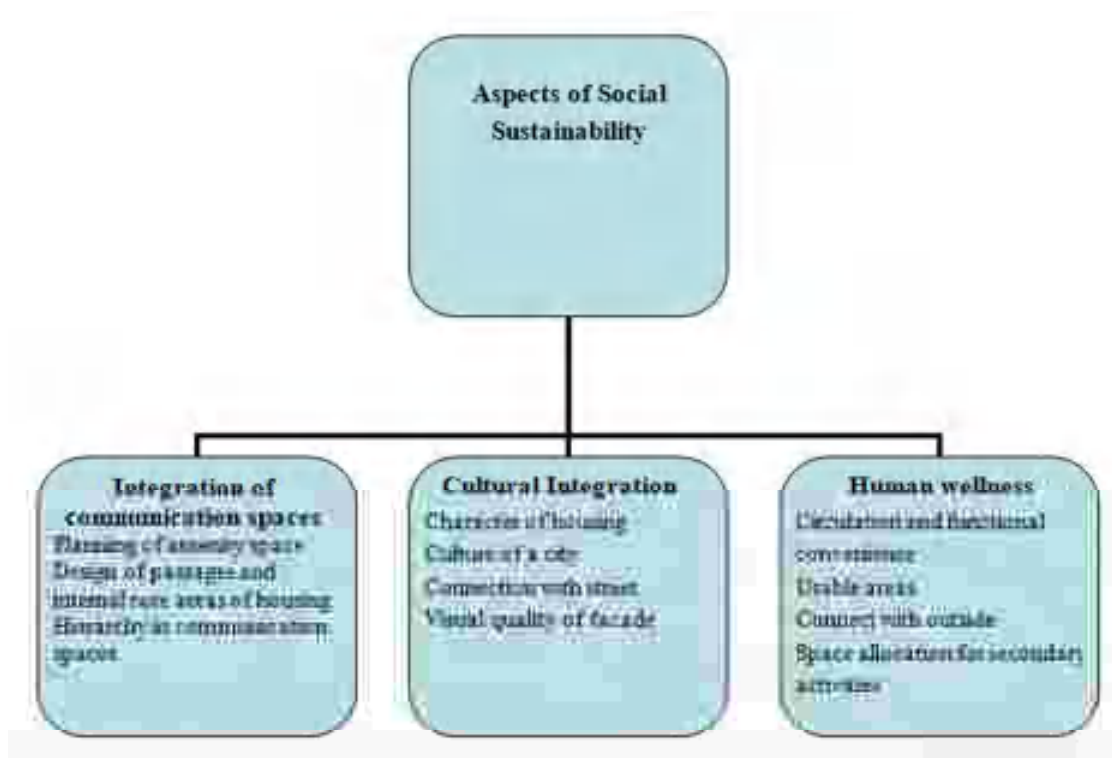 Aspects of Social
Sustainability
Integration of
communication spaces
Planning of amenity space
Design of passages and
internal core areas of housing
Hierarchy in communication
spaces
Cultural Integration
Character of housing
Culture of a city
Connection with street
Visual quality of facade
Human wellness
Circulation and functional
convenience
Usable areas
Connect with outside
Space allocation for secondary
activities